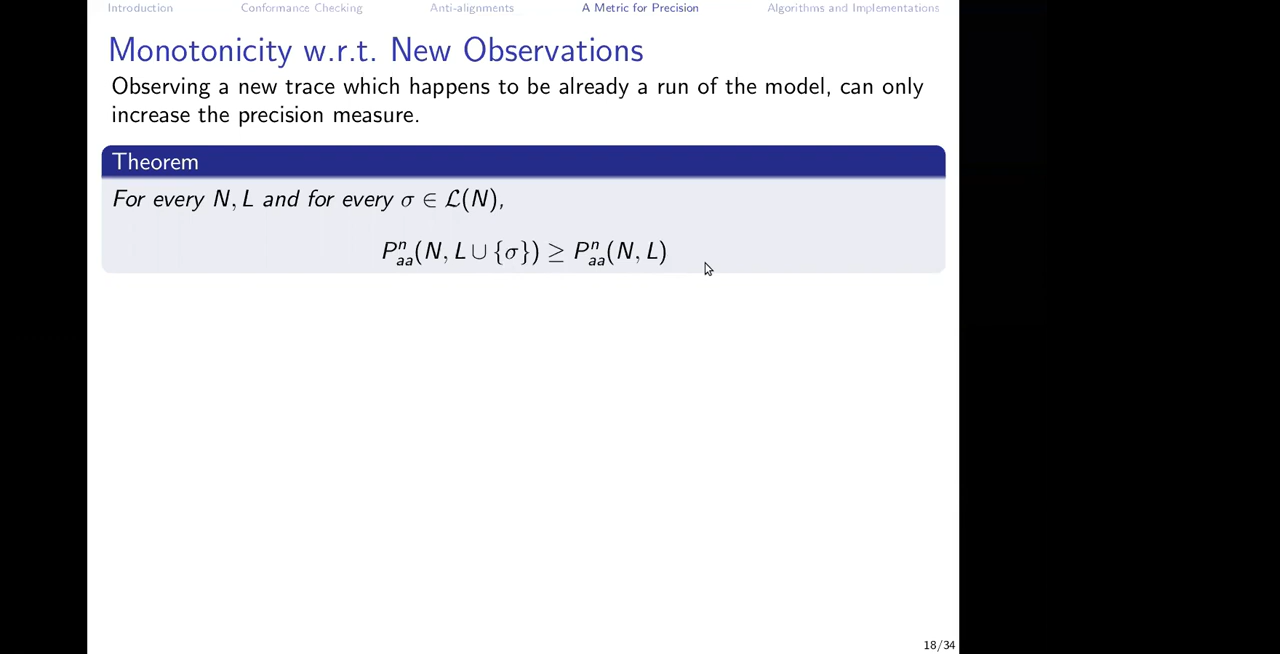 Introduction Conformance Checking Anti-alignments A Metric for Precision Algorithms and Implementations
Monotonicity w.r.t. New Observations
Observing a new trace which happens to be already a run of the model, can only
increase the precision measure.
Theorem
For every N, L and for every σ ∈ ℒ(N),
P^n_aa(N, L ∪ {σ}) ≥ P^n_aa(N, L)
18/34